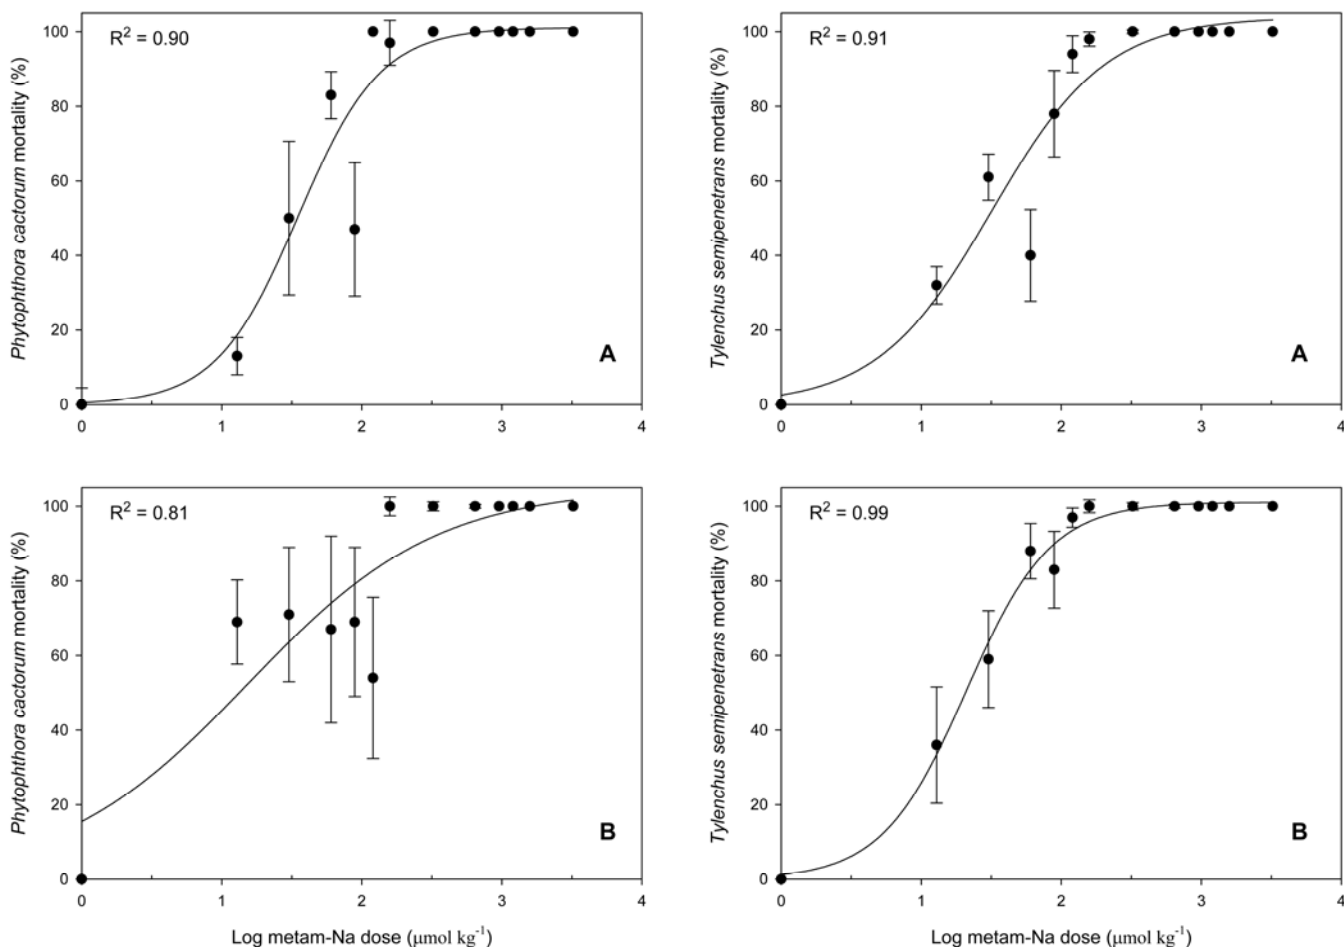 R² = 0.90
Phytophthora cactorum mortality (%)
100
80
60
40
20
0
A
0 1 2 3 4
R² = 0.91
Tylenchus semipenetrans mortality (%)
100
80
60
40
20
0
A
0 1 2 3 4
R² = 0.81
Phytophthora cactorum mortality (%)
100
80
60
40
20
0
B
0 1 2 3 4
Log metam-Na dose (μmol kg⁻¹)
R² = 0.99
Tylenchus semipenetrans mortality (%)
100
80
60
40
20
0
B
0 1 2 3 4
Log metam-Na dose (μmol kg⁻¹)